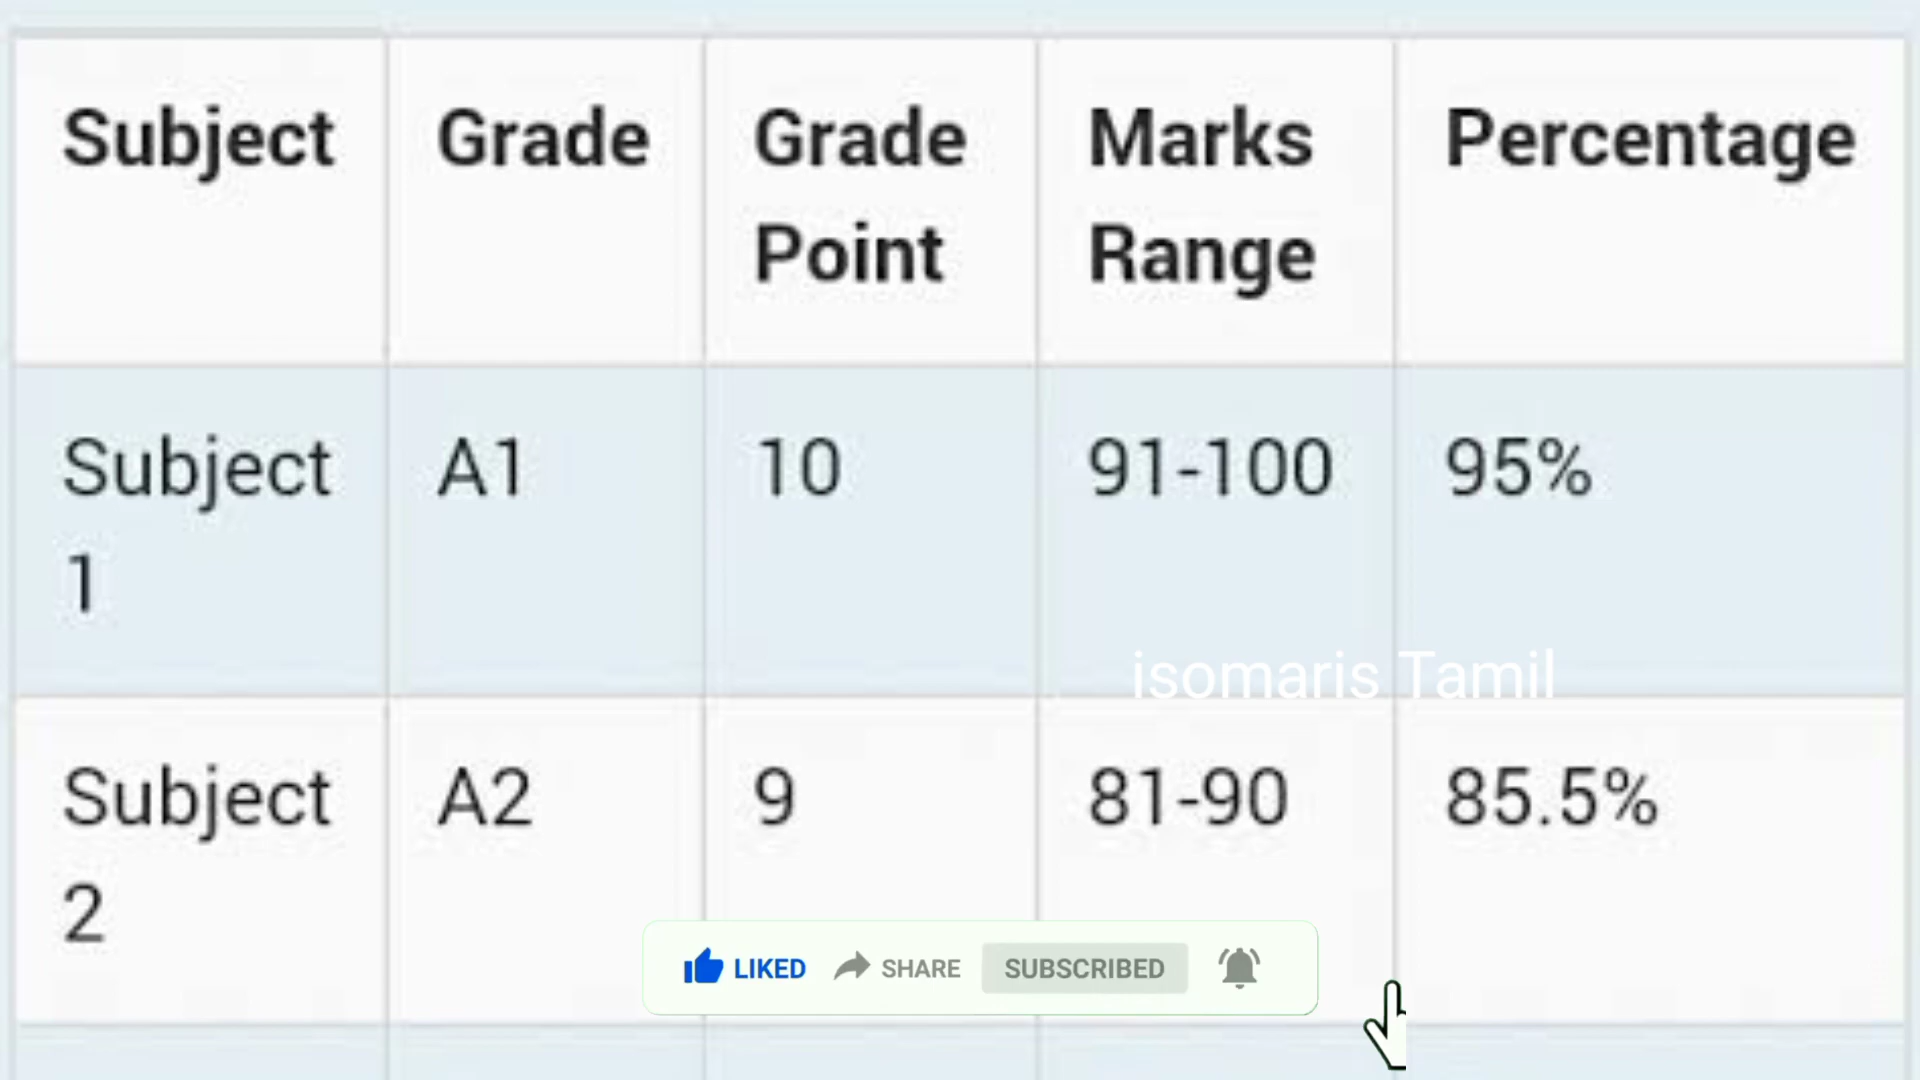 Subject Grade Grade Marks Percentage
Point Range
Subject A1 10 91-100 95%
1
isomaris Tamil
Subject A2 9 81-90 85.5%
2
LIKED SHARE SUBSCRIBED